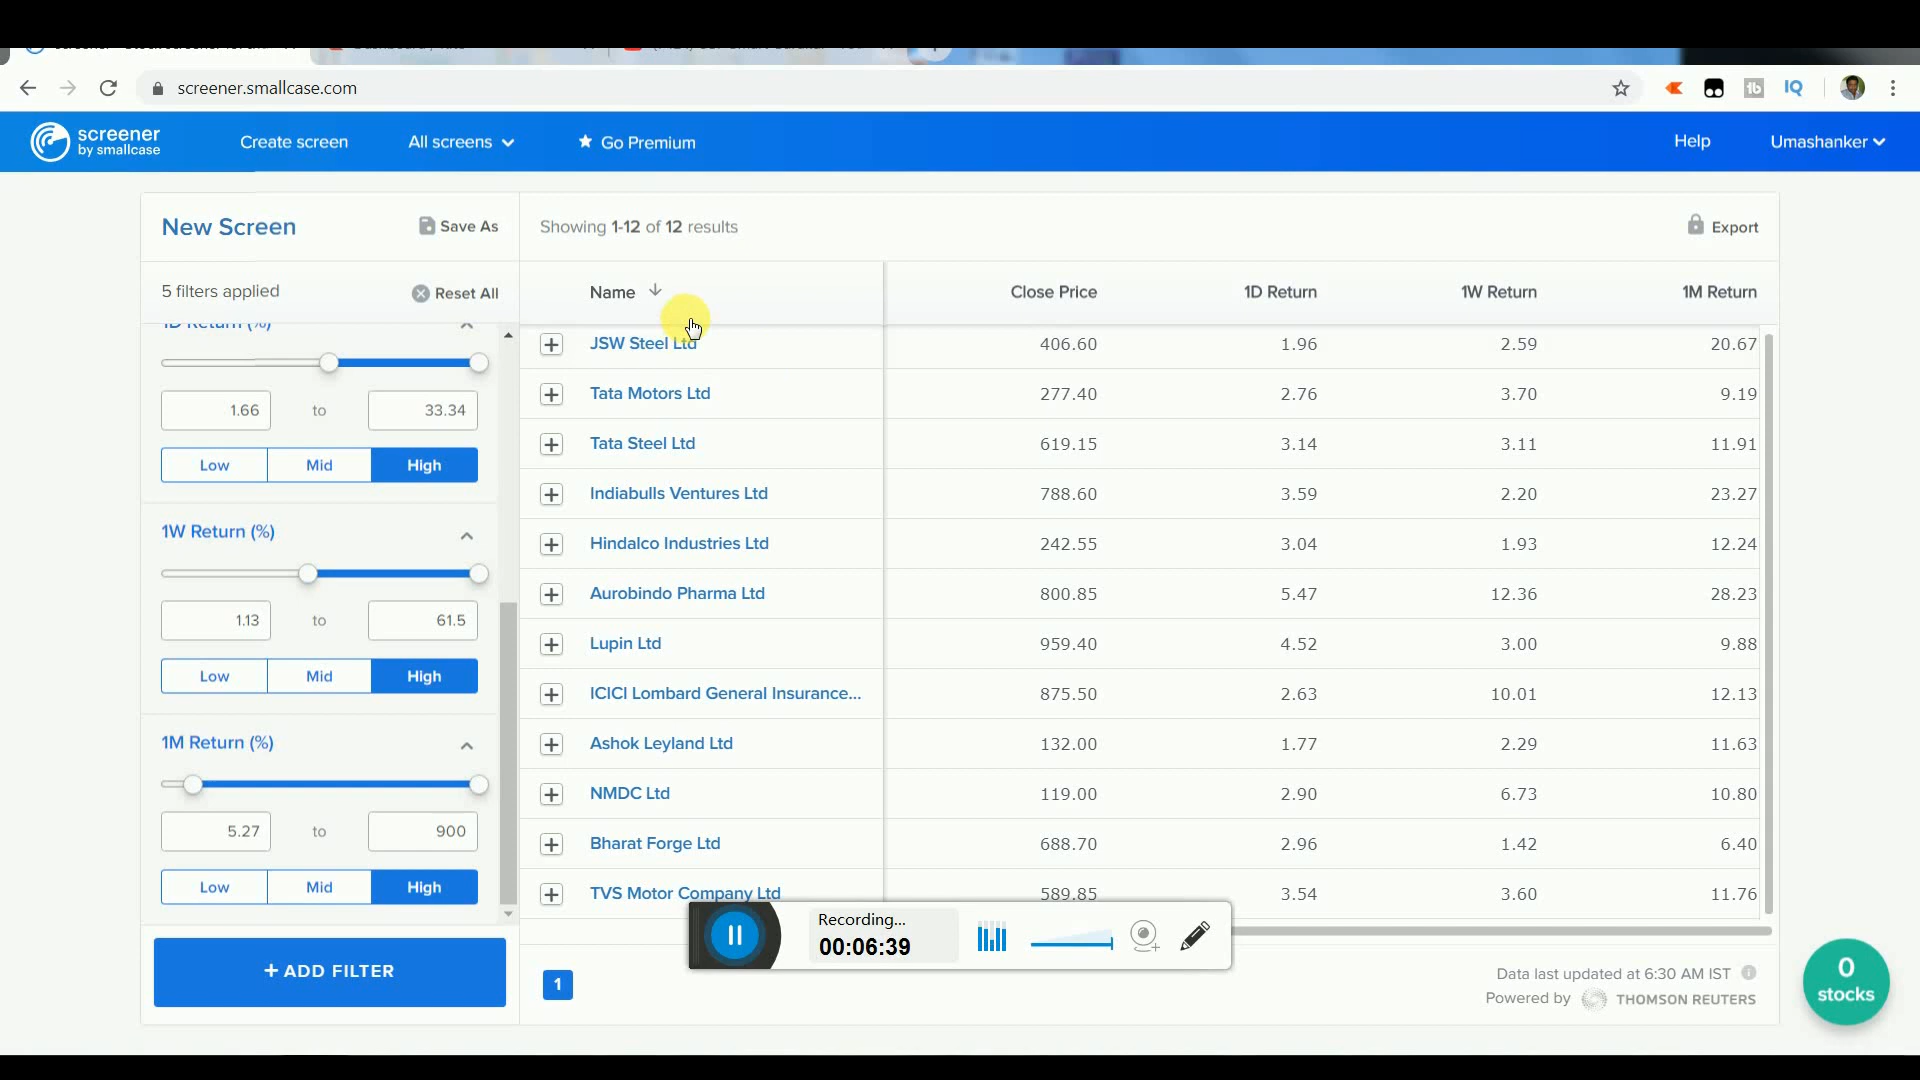 screener.smallcase.com
IQ
screener
by smallcase
Create screen
All screens
Go Premium
Help
Umashanker
New Screen
Save As
Showing 1-12 of 12 results
Export
5 filters applied
Reset All
Name
Close Price
1D Return
1W Return
1M Return
1D Return (%)
1.66 to 33.34
Low Mid High
1W Return (%)
1.13 to 61.5
Low Mid High
1M Return (%)
5.27 to 900
Low Mid High
+ ADD FILTER
JSW Steel Ltd 406.60 1.96 2.59 20.67
Tata Motors Ltd 277.40 2.76 3.70 9.19
Tata Steel Ltd 619.15 3.14 3.11 11.91
Indiabulls Ventures Ltd 788.60 3.59 2.20 23.27
Hindalco Industries Ltd 242.55 3.04 1.93 12.24
Aurobindo Pharma Ltd 800.85 5.47 12.36 28.23
Lupin Ltd 959.40 4.52 3.00 9.88
ICICI Lombard General Insurance... 875.50 2.63 10.01 12.13
Ashok Leyland Ltd 132.00 1.77 2.29 11.63
NMDC Ltd 119.00 2.90 6.73 10.80
Bharat Forge Ltd 688.70 2.96 1.42 6.40
TVS Motor Company Ltd 589.85 3.54 3.60 11.76
Recording...
00:06:39
1
Data last updated at 6:30 AM IST
Powered by THOMSON REUTERS
0
stocks